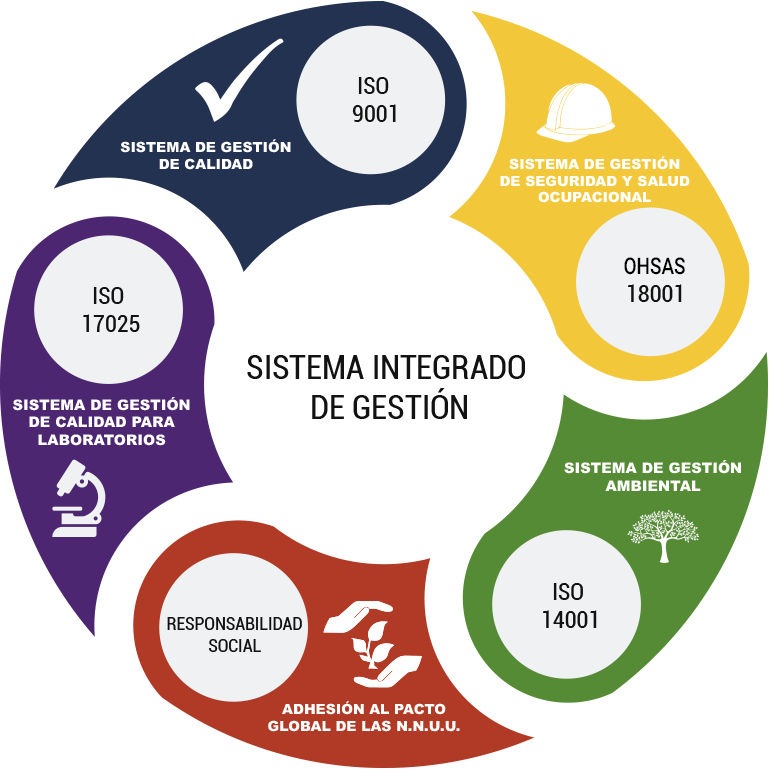 ISO
9001
SISTEMA DE GESTIÓN
DE CALIDAD
SISTEMA DE GESTIÓN
DE SEGURIDAD Y SALUD
OCUPACIONAL
OHSAS
18001
ISO
17025
SISTEMA DE GESTIÓN
DE CALIDAD PARA
LABORATORIOS
SISTEMA INTEGRADO
DE GESTIÓN
SISTEMA DE GESTIÓN
AMBIENTAL
ISO
14001
RESPONSABILIDAD
SOCIAL
ADHESIÓN AL PACTO
GLOBAL DE LAS N.N.U.U.